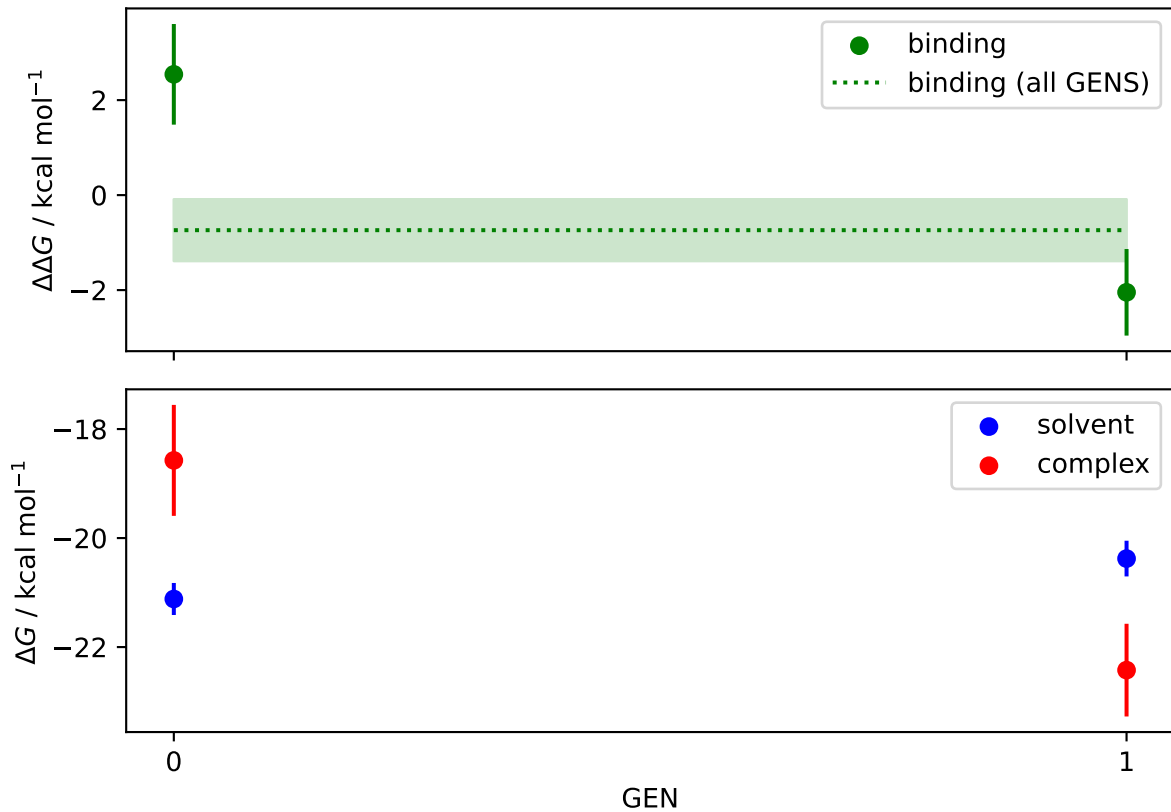 2
0
−2
ΔΔG / kcal mol⁻¹
binding
binding (all GENS)
−18
−20
−22
ΔG / kcal mol⁻¹
solvent
complex
0
1
GEN